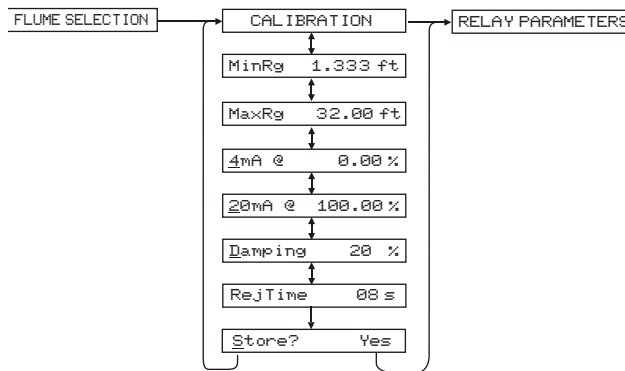 FLUME SELECTION
CALIBRATION
RELAY PARAMETERS
MinRg 1.333 ft
MaxRg 32.00 ft
4mA @ 0.00 %
20mA @ 100.00 %
Damping 20 %
RejTime 08 s
Store? Yes